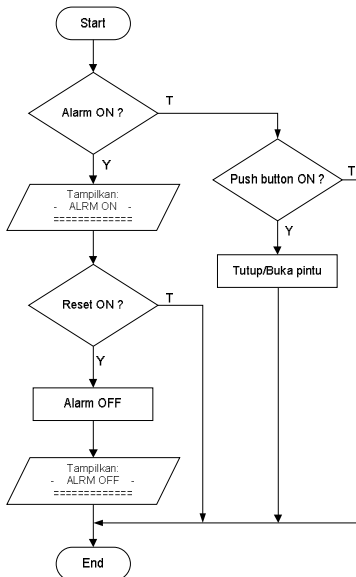 Start
Alarm ON ?
T
Y
Push button ON ?
T
Y
Tampilkan:
- ALRM ON -
=============
Tutup/Buka pintu
Reset ON ?
T
Y
Alarm OFF
Tampilkan:
- ALRM OFF -
=============
End